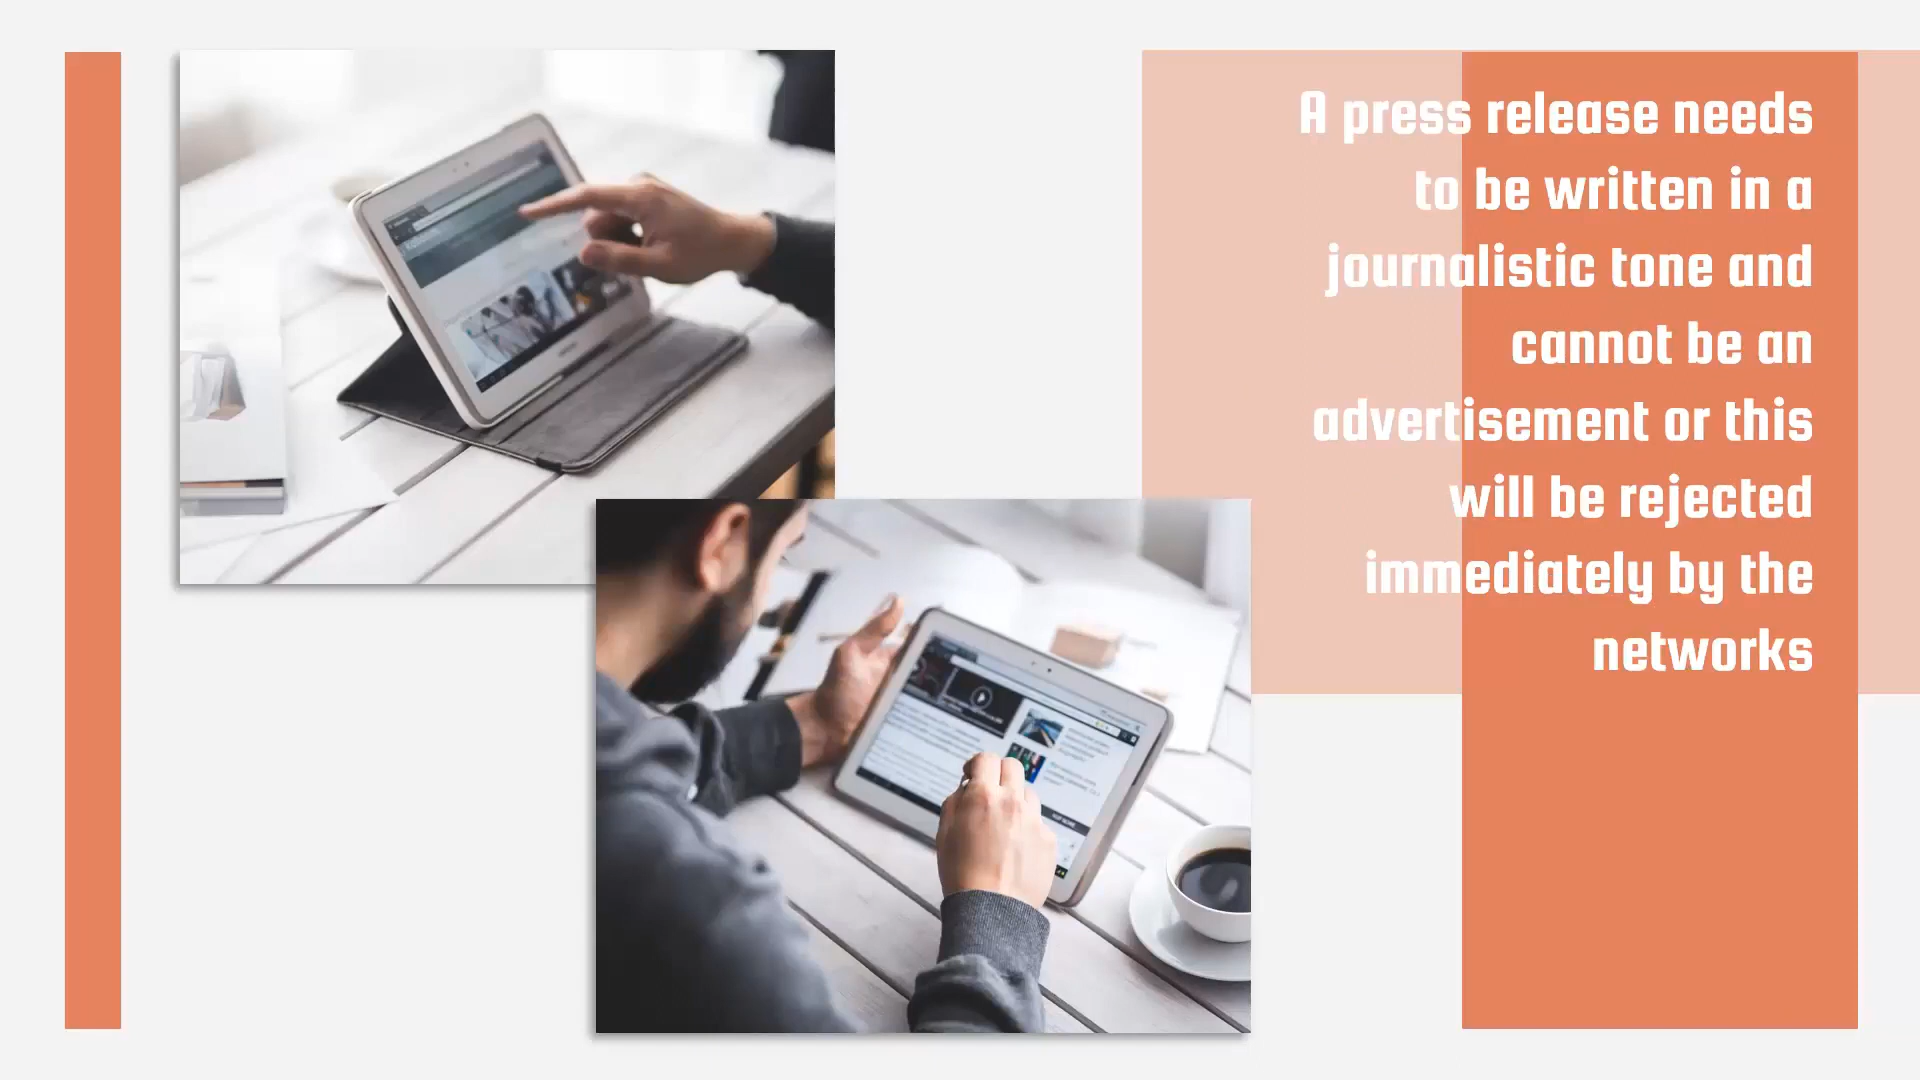 A press release needs
to be written in a
journalistic tone and
cannot be an
advertisement or this
will be rejected
immediately by the
networks